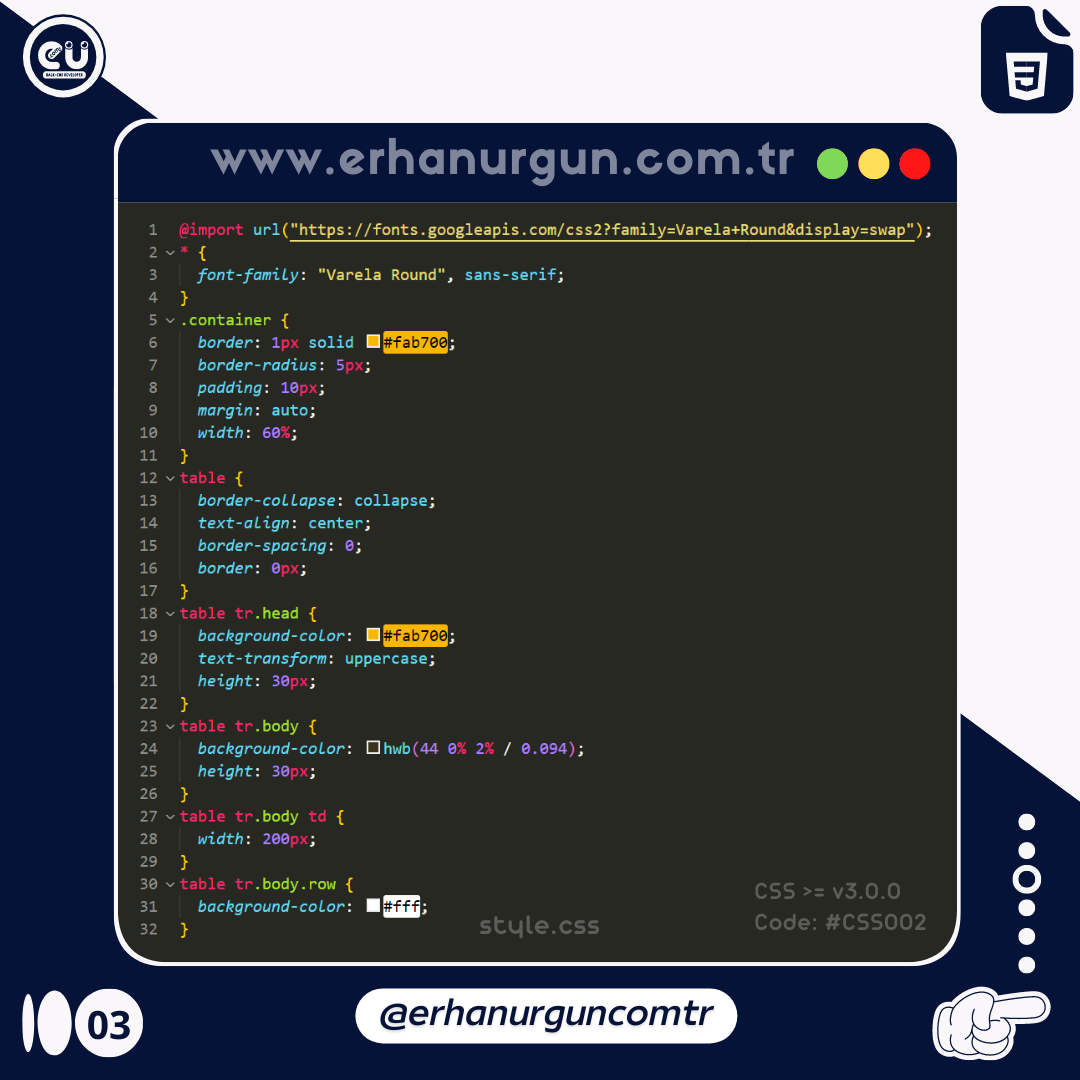 eU
BACK-END DEVELOPER
www.erhanurgun.com.tr
1 @import url("https://fonts.googleapis.com/css2?family=Varela+Round&display=swap");
2 * {
3 font-family: "Varela Round", sans-serif;
4 }
5 .container {
6 border: 1px solid #fab700;
7 border-radius: 5px;
8 padding: 10px;
9 margin: auto;
10 width: 60%;
11 }
12 table {
13 border-collapse: collapse;
14 text-align: center;
15 border-spacing: 0;
16 border: 0px;
17 }
18 table tr.head {
19 background-color: #fab700;
20 text-transform: uppercase;
21 height: 30px;
22 }
23 table tr.body {
24 background-color: hwb(44 0% 2% / 0.094);
25 height: 30px;
26 }
27 table tr.body td {
28 width: 200px;
29 }
30 table tr.body.row {
31 background-color: #fff;
32 }
CSS >= v3.0.0
Code: #CSS002
style.css
03
@erhanurguncomtr